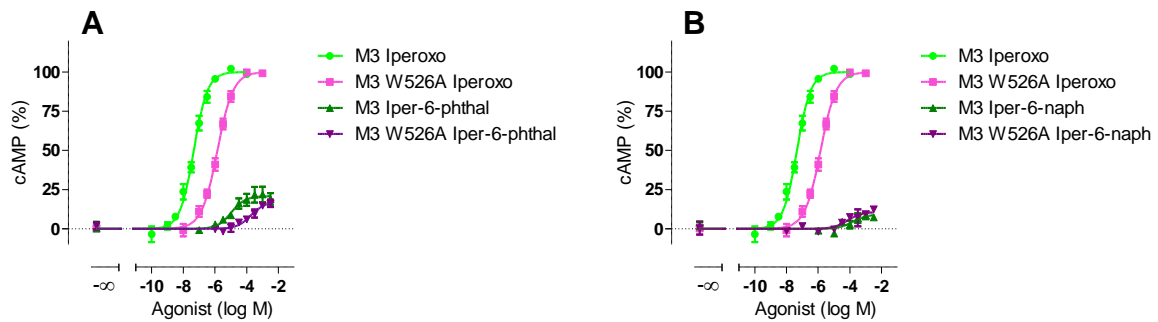 A
M3 Iperoxo
M3 W526A Iperoxo
M3 Iper-6-phthal
M3 W526A Iper-6-phthal
cAMP (%)
100
75
50
25
0
-∞
-10
-8
-6
-4
-2
Agonist (log M)
B
M3 Iperoxo
M3 W526A Iperoxo
M3 Iper-6-naph
M3 W526A Iper-6-naph
cAMP (%)
100
75
50
25
0
-∞
-10
-8
-6
-4
-2
Agonist (log M)